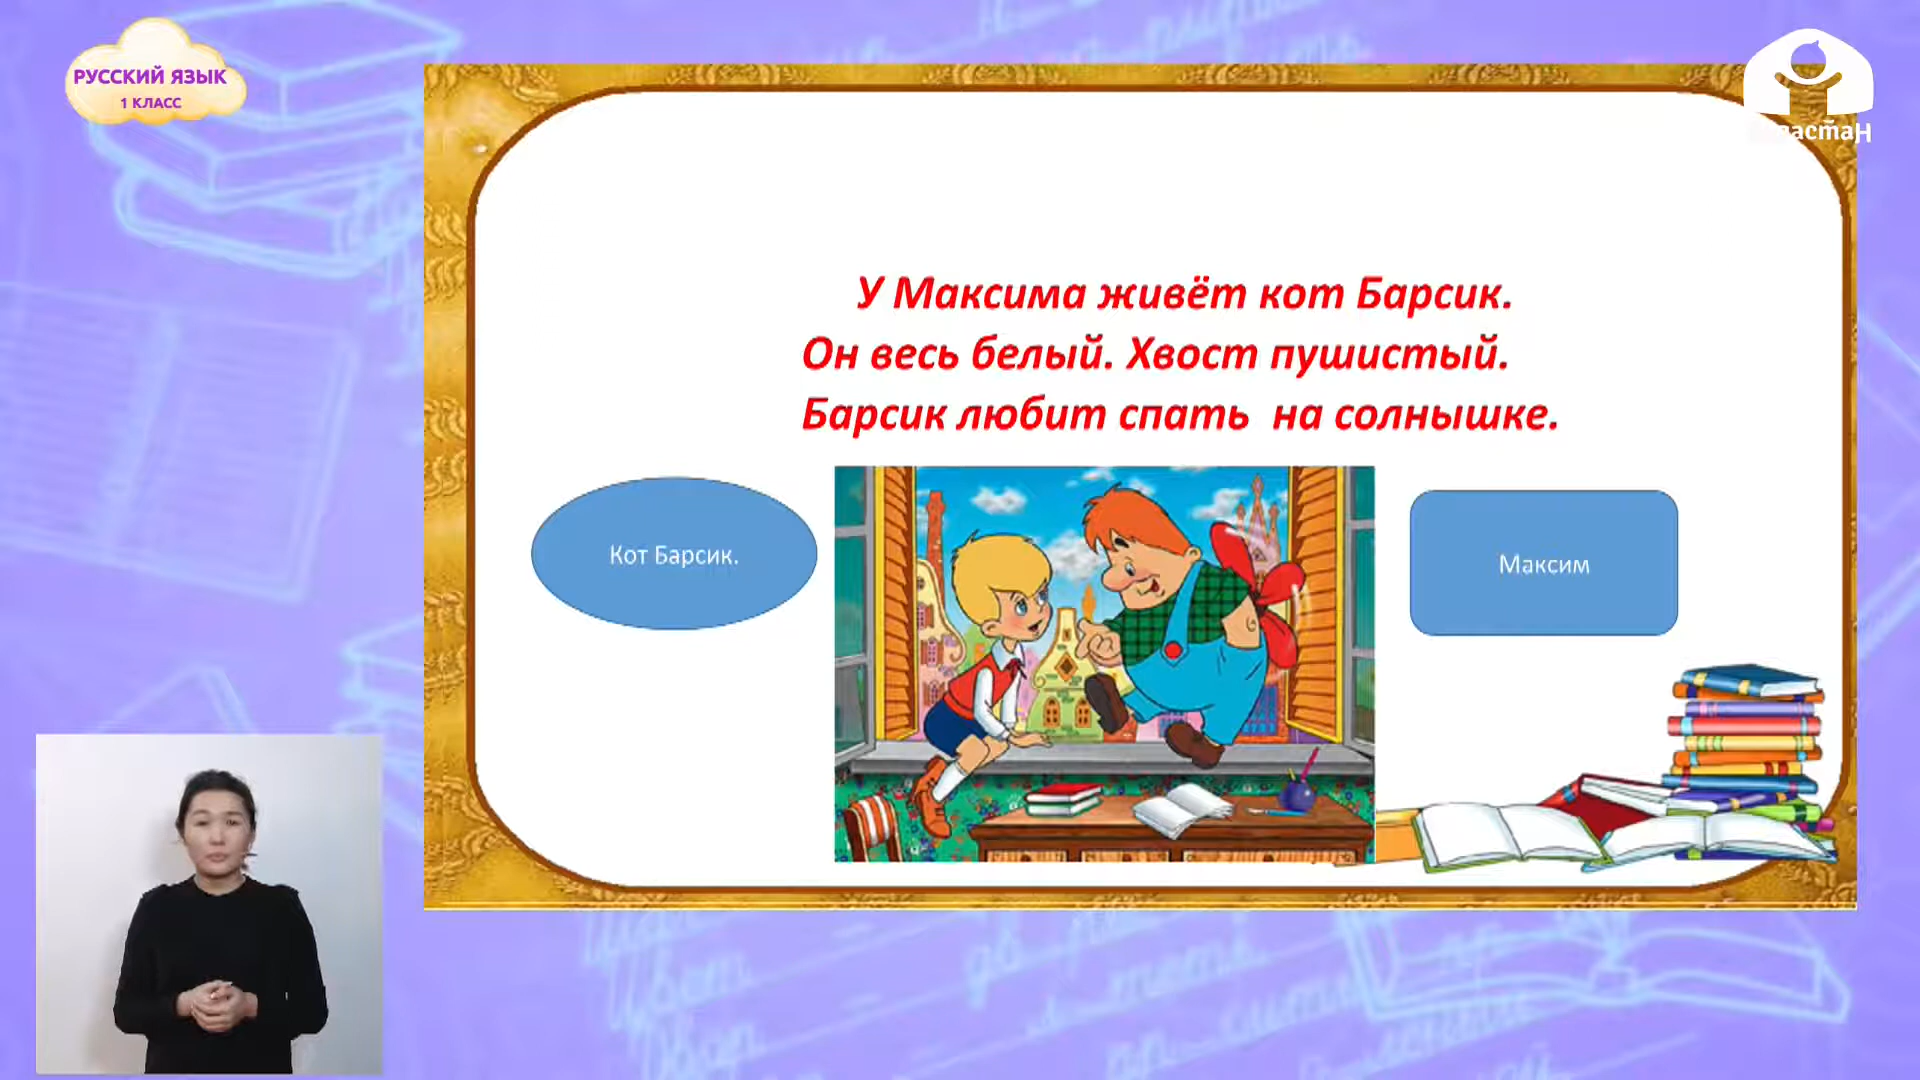 РУССКИЙ ЯЗЫК
1 КЛАСС
У Максима живёт кот Барсик.
Он весь белый. Хвост пушистый.
Барсик любит спать на солнышке.
Кот Барсик.
Максим